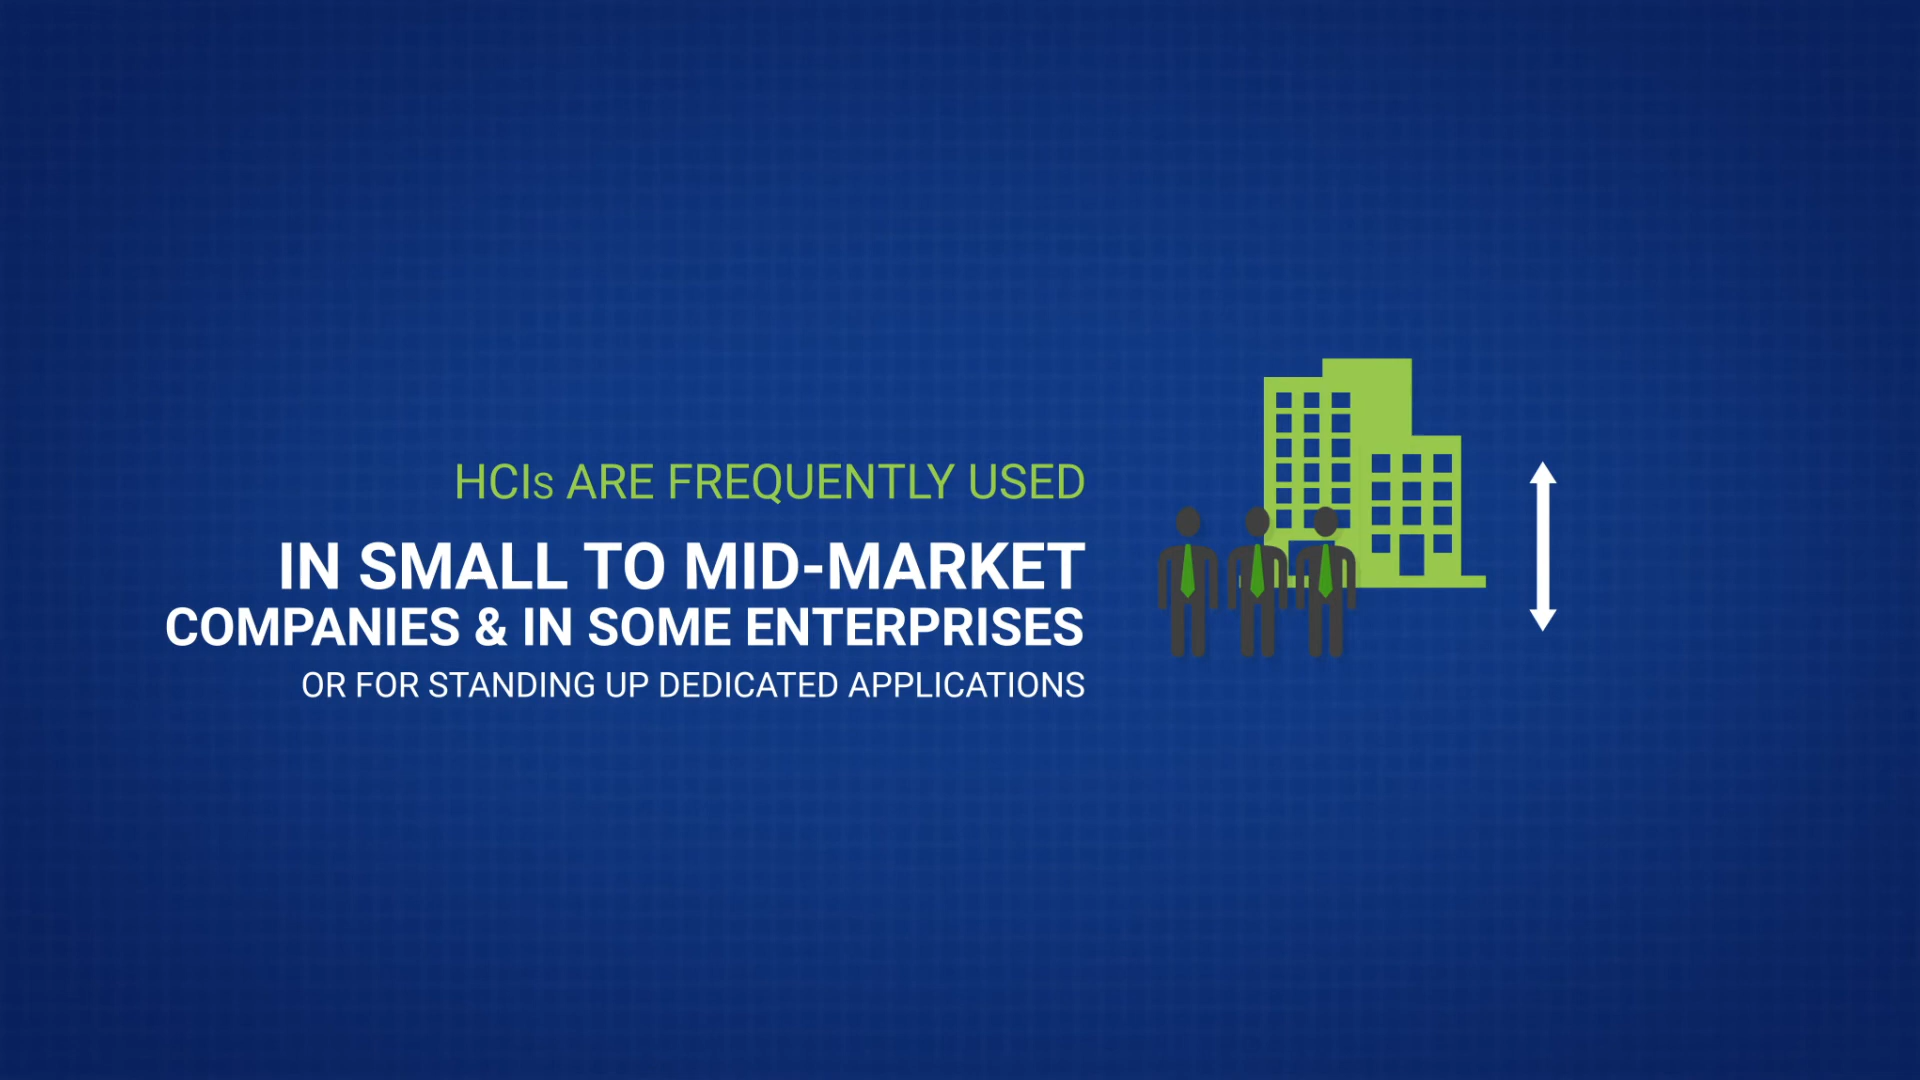 HCIs ARE FREQUENTLY USED
IN SMALL TO MID-MARKET
COMPANIES & IN SOME ENTERPRISES
OR FOR STANDING UP DEDICATED APPLICATIONS